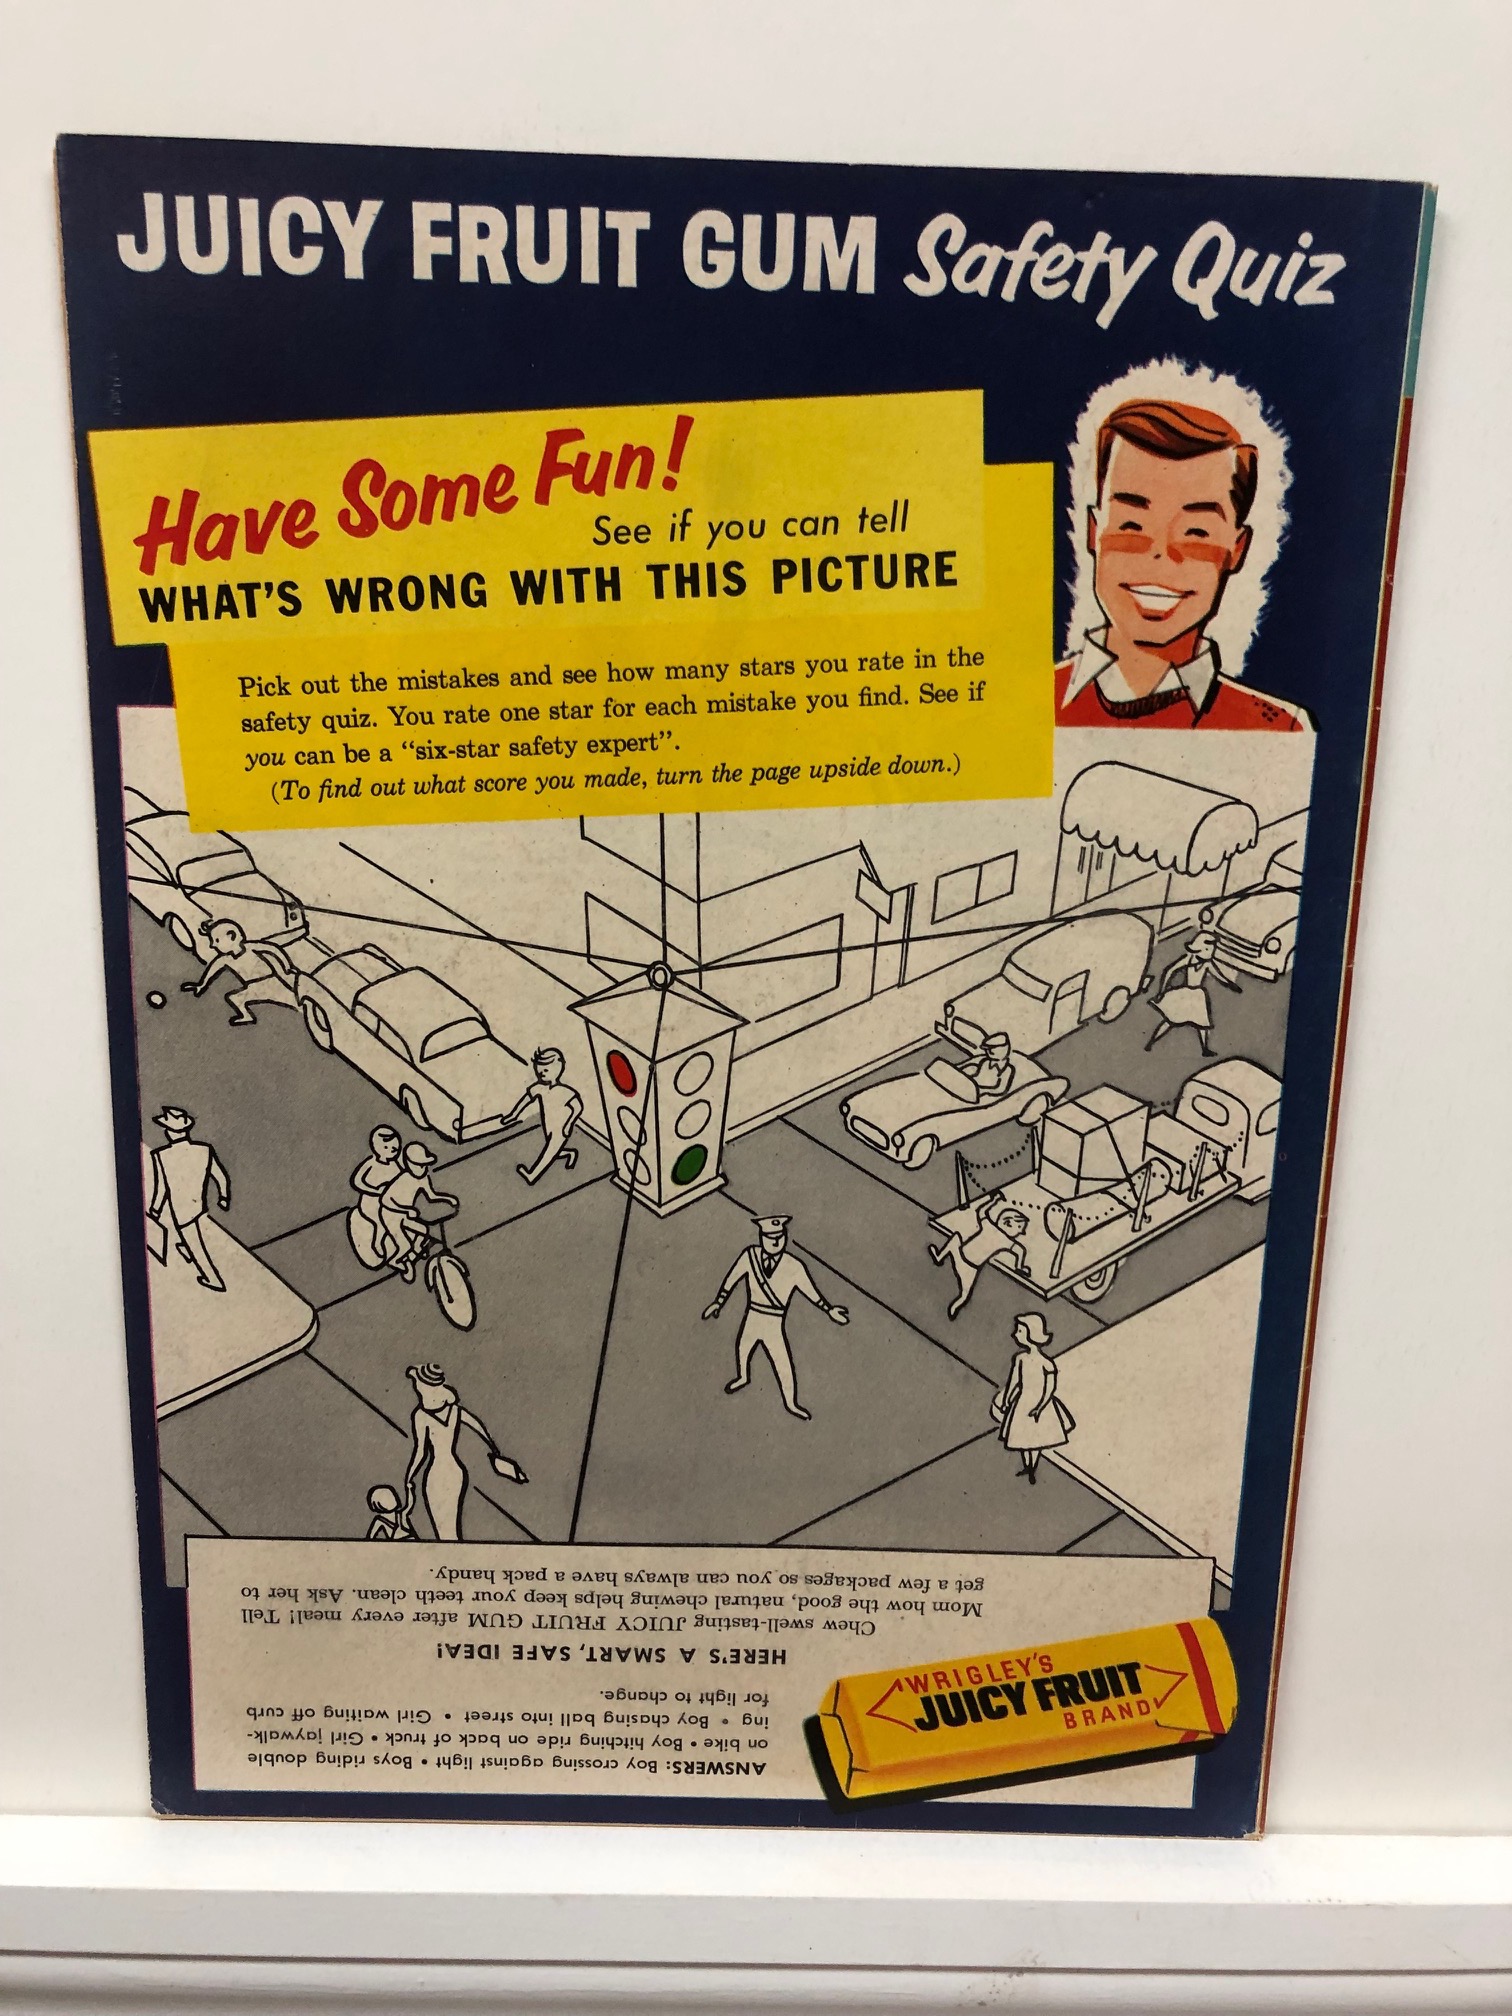 JUICY FRUIT GUM Safety Quiz
Have Some Fun!
See if you can tell
WHAT'S WRONG WITH THIS PICTURE
Pick out the mistakes and see how many stars you rate in the
safety quiz. You rate one star for each mistake you find. See if
you can be a “six-star safety expert”.
(To find out what score you made, turn the page upside down.)
ANSWERS: Boy crossing against light • Boys riding double
on bike • Boy hitching ride on back of truck • Girl jaywalk-
ing • Boy chasing ball into street • Girl waiting off curb
for light to change.
HERE'S A SMART, SAFE IDEA!
Chew swell-tasting JUICY FRUIT GUM after every meal! Tell
Mom how the good, natural chewing helps keep your teeth clean. Ask her to
get a few packages so you can always have a pack handy.
WRIGLEY'S
JUICY FRUIT
BRAND